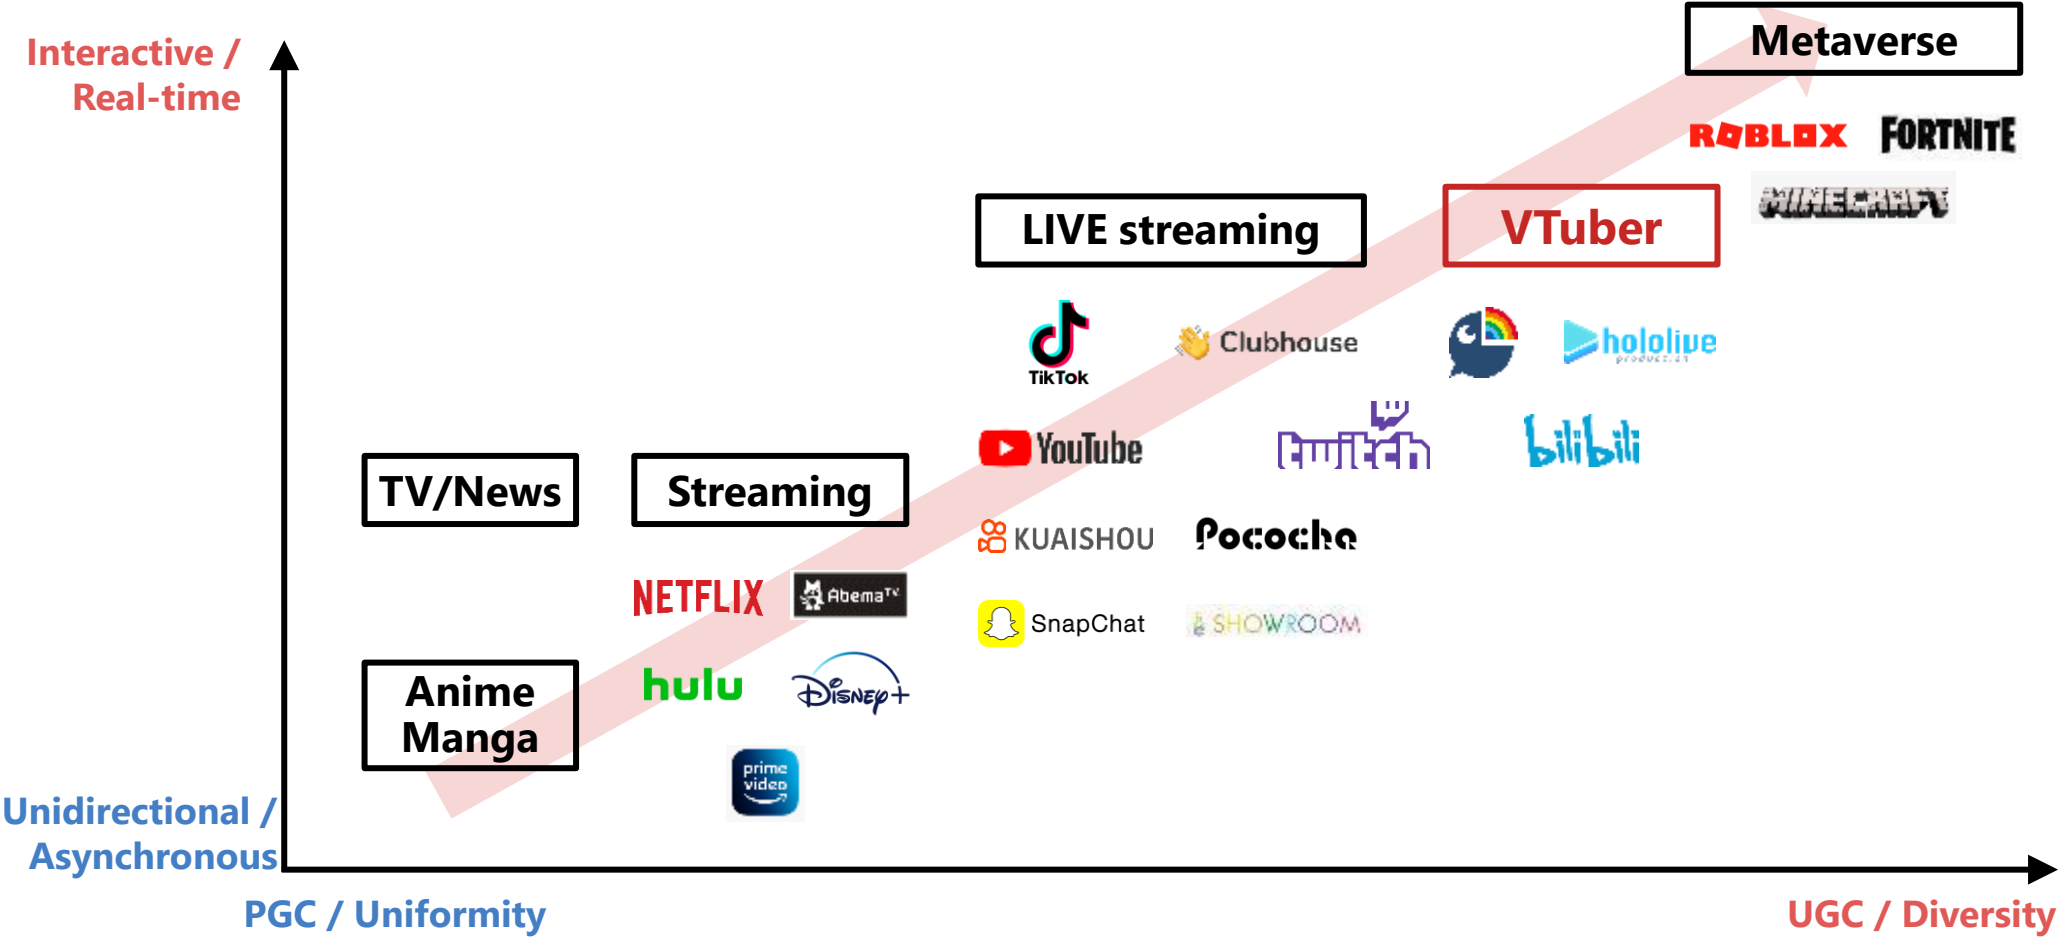 Interactive /
Real-time
Metaverse
ROBLOX
FORTNITE
MINECRAFT
LIVE streaming
VTuber
TikTok
Clubhouse
hololive
production
YouTube
twitch
bilibili
TV/News
Streaming
KUAISHOU
Pococha
NETFLIX
AbemaTV
SnapChat
SHOWROOM
Anime
Manga
hulu
Disney+
prime
video
Unidirectional /
Asynchronous
PGC / Uniformity
UGC / Diversity